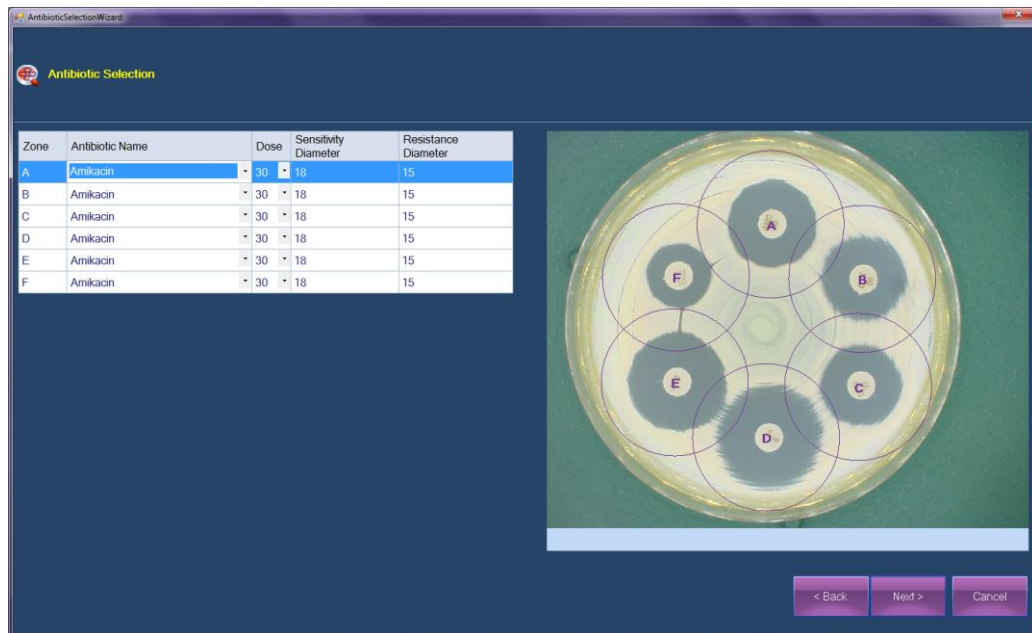 AntibioticSelectionWizard
x
Antibiotic Selection
Zone Antibiotic Name Dose Sensitivity Diameter Resistance Diameter
A Amikacin 30 18 15
B Amikacin 30 18 15
C Amikacin 30 18 15
D Amikacin 30 18 15
E Amikacin 30 18 15
F Amikacin 30 18 15
A
F
B
E
C
D
< Back Next > Cancel